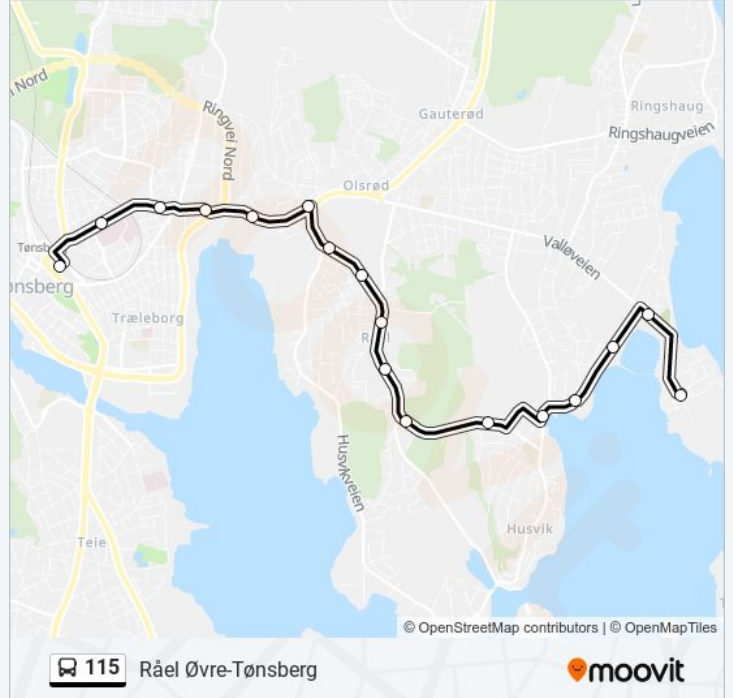 i Nord
Ringvei Nord
Gauterød
Ringshaug
Ringshaugveien
Olsrød
Valløveien
Tønsb
ønsberg
Træleborg
R
Husvikveien
Husvik
Teie
© OpenStreetMap contributors | © OpenMapTiles
115 Råel Øvre-Tønsberg
moovit